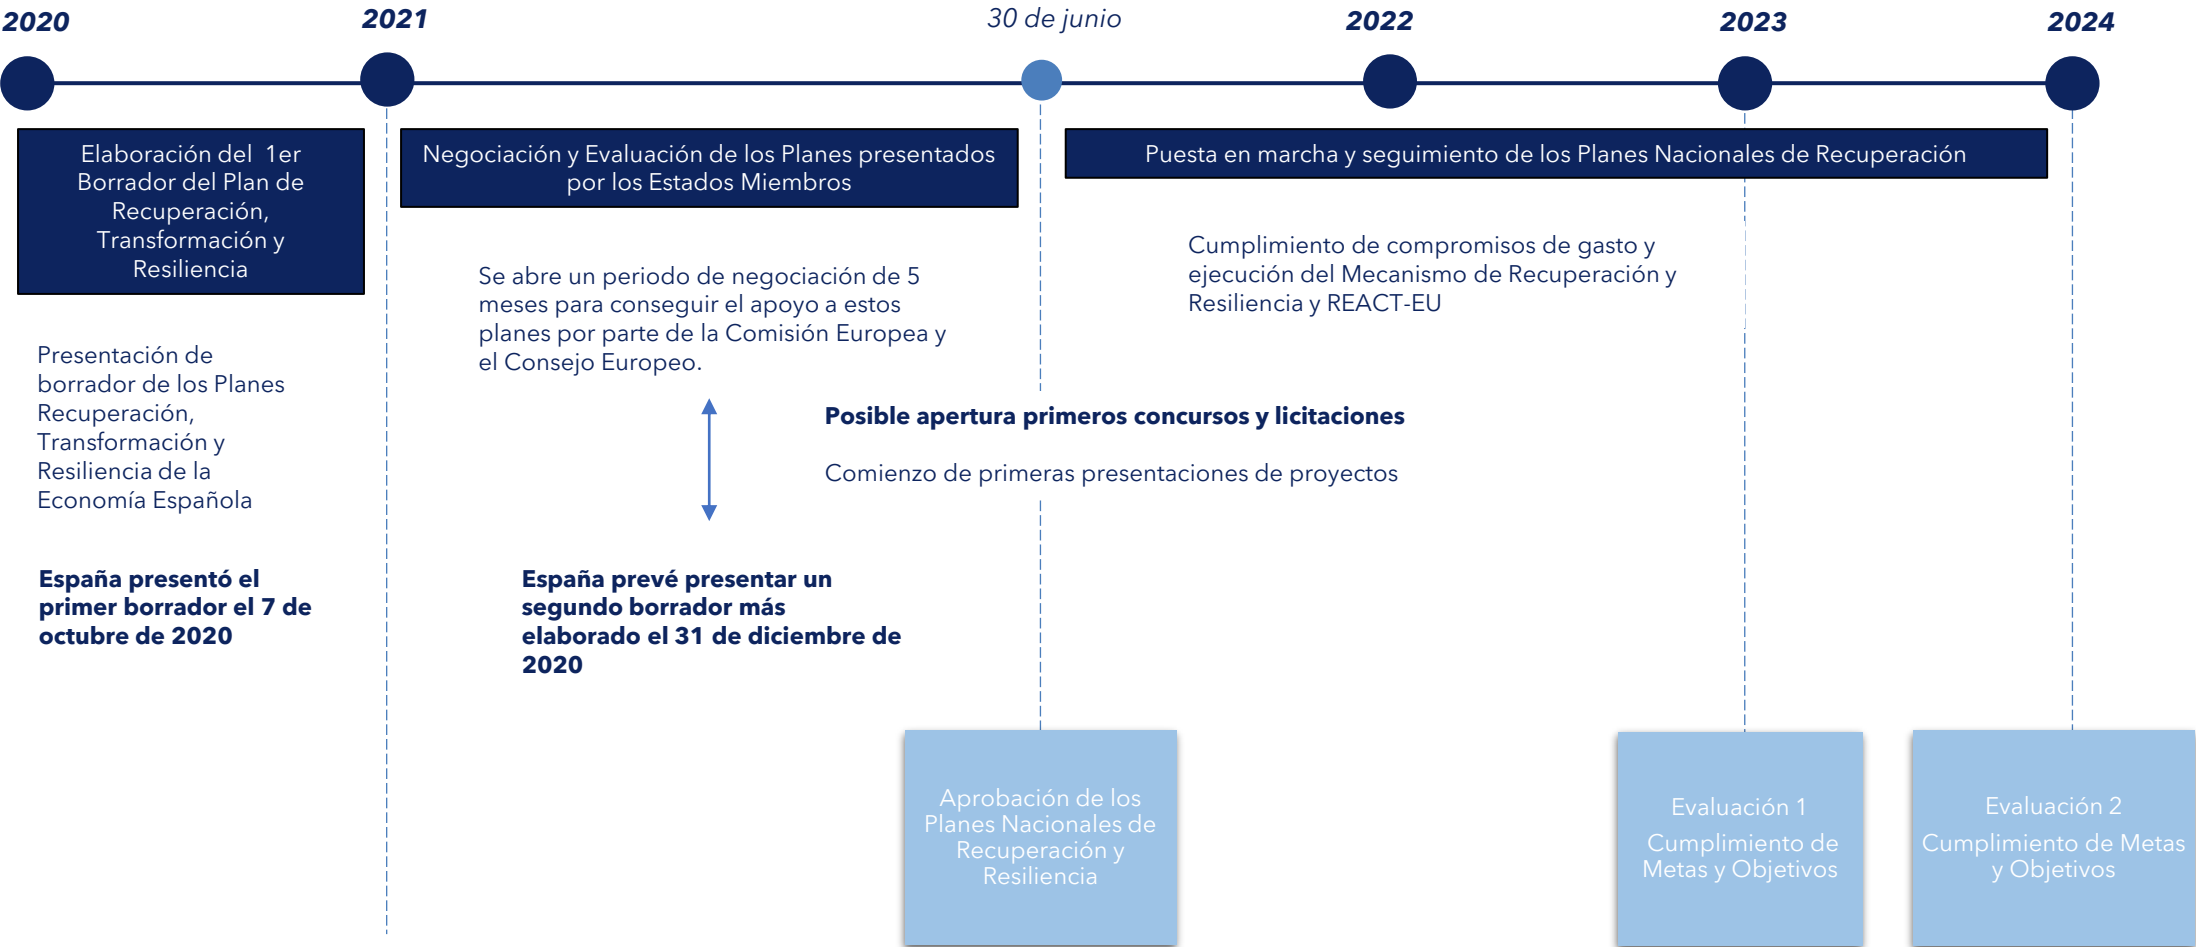 2020
2021
30 de junio
2022
2023
2024
Elaboración del 1er
Borrador del Plan de
Recuperación,
Transformación y
Resiliencia
Negociación y Evaluación de los Planes presentados
por los Estados Miembros
Puesta en marcha y seguimiento de los Planes Nacionales de Recuperación
Presentación de
borrador de los Planes
Recuperación,
Transformación y
Resiliencia de la
Economía Española
Se abre un periodo de negociación de 5
meses para conseguir el apoyo a estos
planes por parte de la Comisión Europea y
el Consejo Europeo.
Cumplimiento de compromisos de gasto y
ejecución del Mecanismo de Recuperación y
Resiliencia y REACT-EU
Posible apertura primeros concursos y licitaciones
Comienzo de primeras presentaciones de proyectos
España presentó el
primer borrador el 7 de
octubre de 2020
España prevé presentar un
segundo borrador más
elaborado el 31 de diciembre de
2020
Aprobación de los
Planes Nacionales de
Recuperación y
Resiliencia
Evaluación 1
Cumplimiento de
Metas y Objetivos
Evaluación 2
Cumplimiento de Metas
y Objetivos